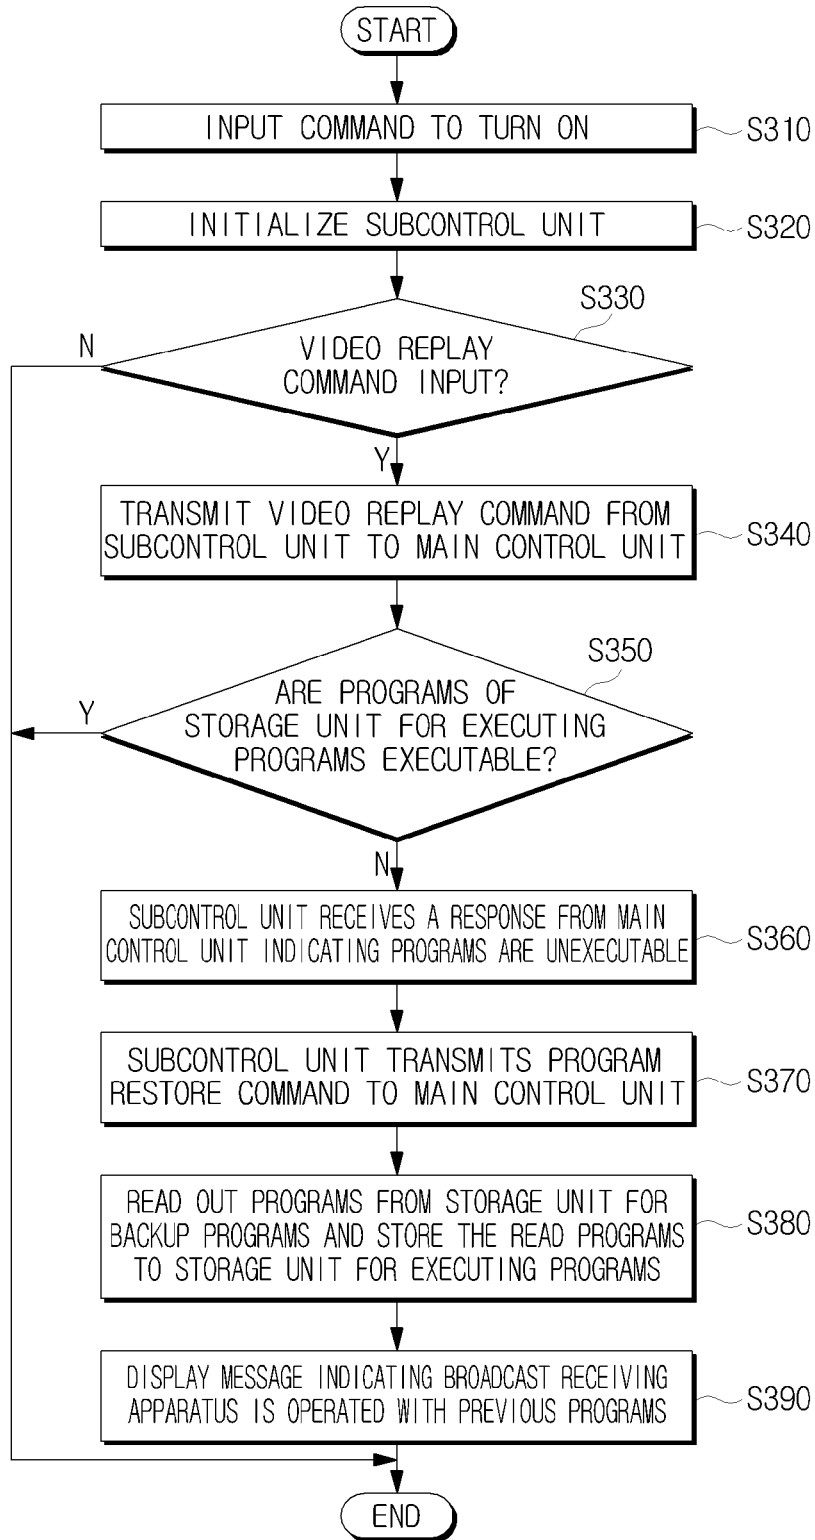 START
INPUT COMMAND TO TURN ON
S310
INITIALIZE SUBCONTROL UNIT
S320
S330
N
VIDEO REPLAY
COMMAND INPUT?
Y
TRANSMIT VIDEO REPLAY COMMAND FROM
SUBCONTROL UNIT TO MAIN CONTROL UNIT
S340
S350
Y
ARE PROGRAMS OF
STORAGE UNIT FOR EXECUTING
PROGRAMS EXECUTABLE?
N
SUBCONTROL UNIT RECEIVES A RESPONSE FROM MAIN
CONTROL UNIT INDICATING PROGRAMS ARE UNEXECUTABLE
S360
SUBCONTROL UNIT TRANSMITS PROGRAM
RESTORE COMMAND TO MAIN CONTROL UNIT
S370
READ OUT PROGRAMS FROM STORAGE UNIT FOR
BACKUP PROGRAMS AND STORE THE READ PROGRAMS
TO STORAGE UNIT FOR EXECUTING PROGRAMS
S380
DISPLAY MESSAGE INDICATING BROADCAST RECEIVING
APPARATUS IS OPERATED WITH PREVIOUS PROGRAMS
S390
END